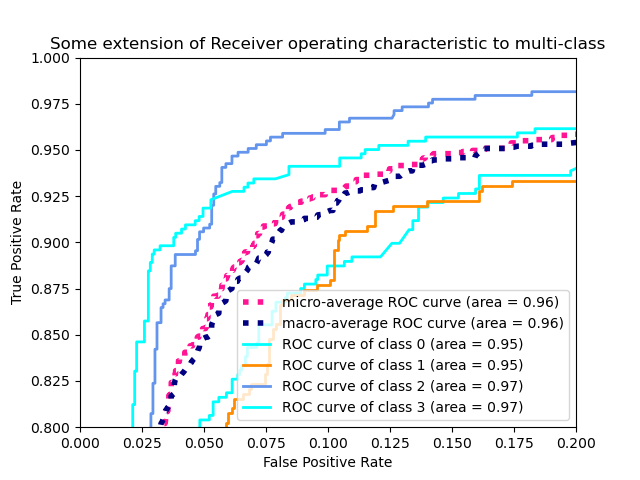 Some extension of Receiver operating characteristic to multi-class
1.000
0.975
0.950
0.925
0.900
0.875
0.850
0.825
0.800
True Positive Rate
micro-average ROC curve (area = 0.96)
macro-average ROC curve (area = 0.96)
ROC curve of class 0 (area = 0.95)
ROC curve of class 1 (area = 0.95)
ROC curve of class 2 (area = 0.97)
ROC curve of class 3 (area = 0.97)
0.000 0.025 0.050 0.075 0.100 0.125 0.150 0.175 0.200
False Positive Rate